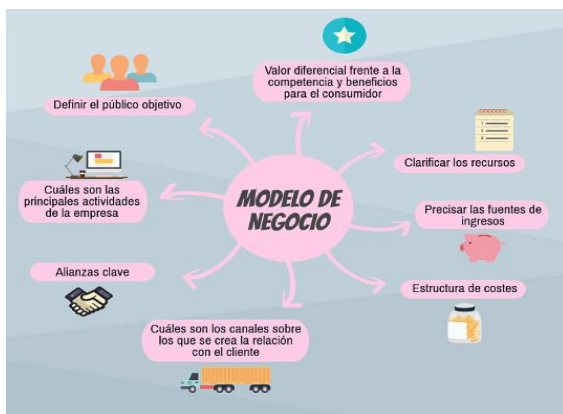 Valor diferencial frente a la
competencia y beneficios
para el consumidor
Definir el público objetivo
Clarificar los recursos
Cuáles son las
principales actividades
de la empresa
MODELO DE
NEGOCIO
Precisar las fuentes de
ingresos
Alianzas clave
Estructura de costes
Cuáles son los canales sobre
los que se crea la relación
con el cliente